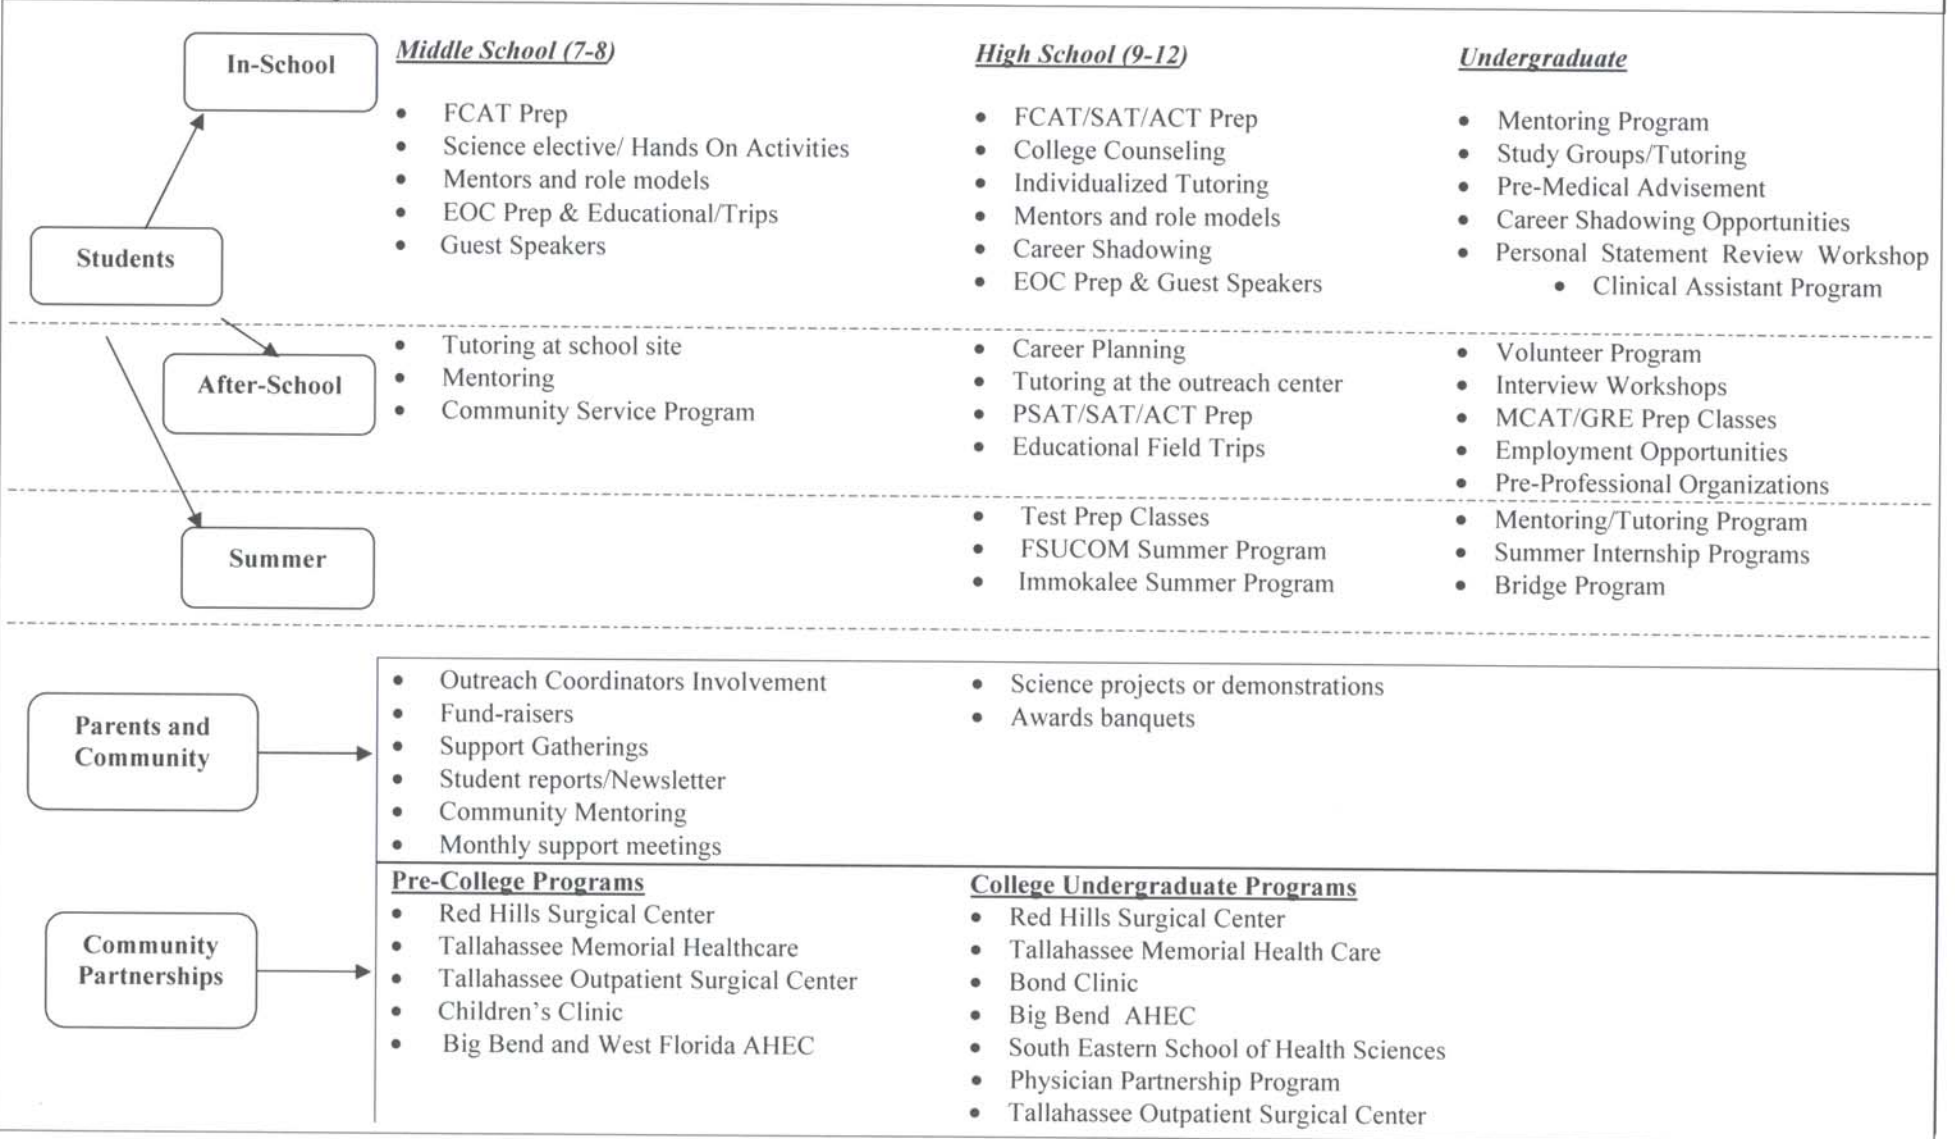 In-School
Middle School (7-8)
• FCAT Prep
• Science elective/ Hands On Activities
• Mentors and role models
• EOC Prep & Educational/Trips
• Guest Speakers
High School (9-12)
• FCAT/SAT/ACT Prep
• College Counseling
• Individualized Tutoring
• Mentors and role models
• Career Shadowing
• EOC Prep & Guest Speakers
Undergraduate
• Mentoring Program
• Study Groups/Tutoring
• Pre-Medical Advisement
• Career Shadowing Opportunities
• Personal Statement Review Workshop
• Clinical Assistant Program
Students
After-School
• Tutoring at school site
• Mentoring
• Community Service Program
• Career Planning
• Tutoring at the outreach center
• PSAT/SAT/ACT Prep
• Educational Field Trips
• Volunteer Program
• Interview Workshops
• MCAT/GRE Prep Classes
• Employment Opportunities
• Pre-Professional Organizations
Summer
• Test Prep Classes
• FSUCOM Summer Program
• Immokalee Summer Program
• Mentoring/Tutoring Program
• Summer Internship Programs
• Bridge Program
Parents and
Community
• Outreach Coordinators Involvement
• Fund-raisers
• Support Gatherings
• Student reports/Newsletter
• Community Mentoring
• Monthly support meetings
• Science projects or demonstrations
• Awards banquets
Community
Partnerships
Pre-College Programs
• Red Hills Surgical Center
• Tallahassee Memorial Healthcare
• Tallahassee Outpatient Surgical Center
• Children's Clinic
• Big Bend and West Florida AHEC
College Undergraduate Programs
• Red Hills Surgical Center
• Tallahassee Memorial Health Care
• Bond Clinic
• Big Bend AHEC
• South Eastern School of Health Sciences
• Physician Partnership Program
• Tallahassee Outpatient Surgical Center